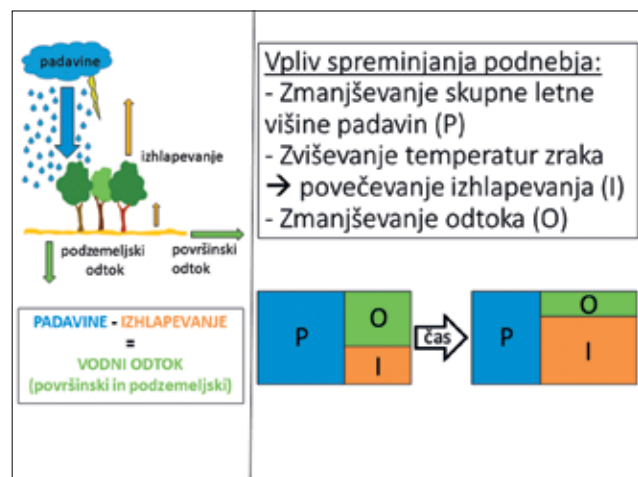 padavine
izhlapevanje
podzemeljski
odtok
površinski
odtok
PADAVINE - IZHLAPEVANJE
=
VODNI ODTOK
(površinski in podzemeljski)
Vpliv spreminjanja podnebja:
- Zmanjševanje skupne letne
višine padavin (P)
- Zviševanje temperatur zraka
→ povečevanje izhlapevanja (I)
- Zmanjševanje odtoka (O)
P
O
I
čas
P
O
I